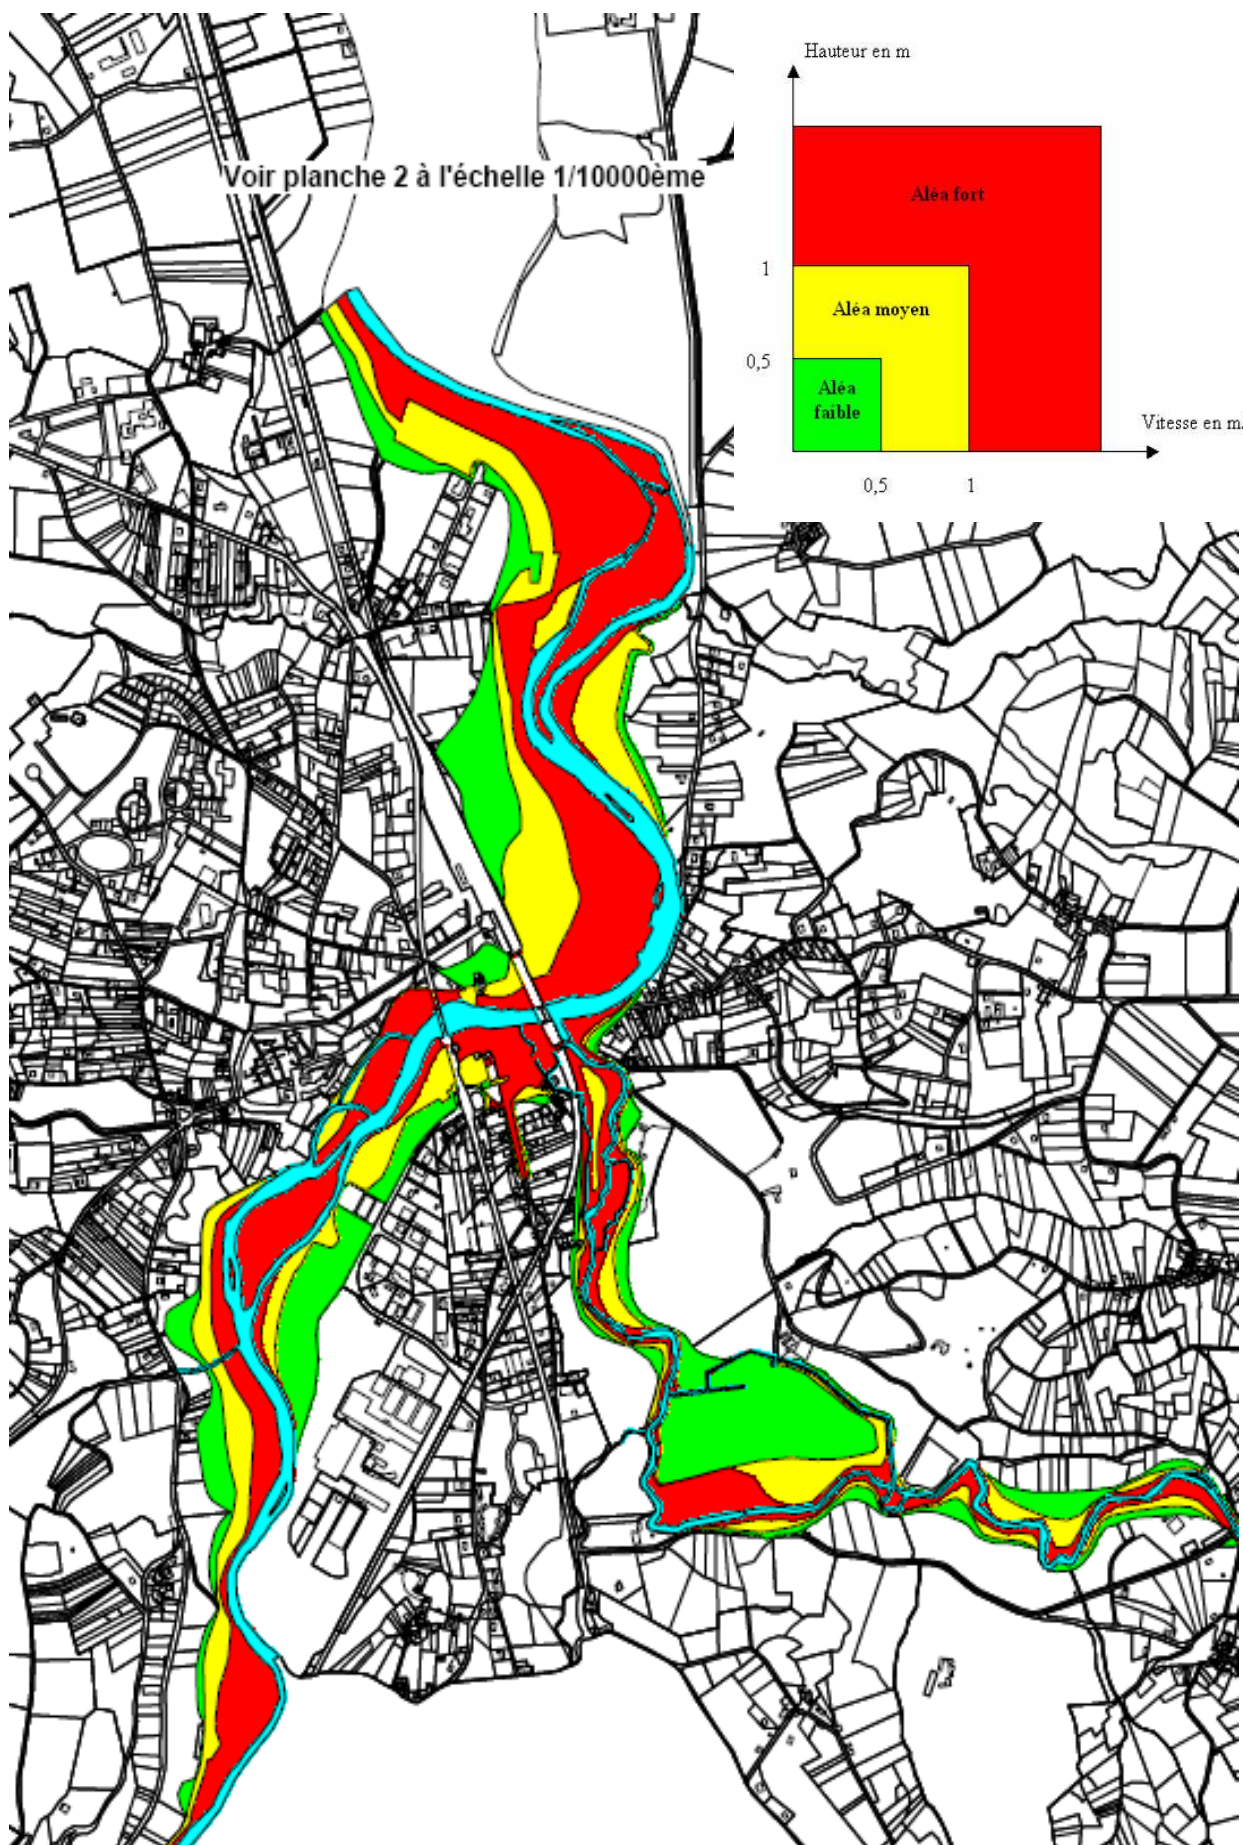 Hauteur en m
Voir planche 2 à l'échelle 1/10000ème
Aléa fort
1
Aléa moyen
0,5
Aléa
faible
Vitesse en m/
0,5
1